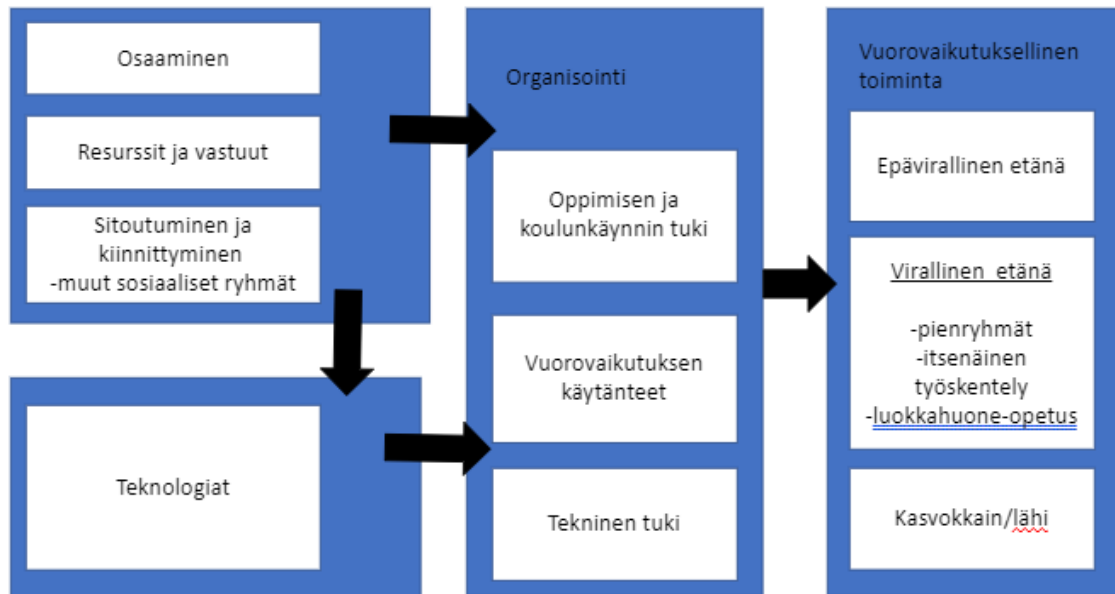 Osaaminen
Resurssit ja vastuut
Sitoutuminen ja
kiinnittyminen
-muut sosiaaliset ryhmät
Teknologiat
Organisointi
Oppimisen ja
koulunkäynnin tuki
Vuorovaikutuksen
käytänteet
Tekninen tuki
Vuorovaikutuksellinen
toiminta
Epävirallinen etänä
Virallinen etänä
-pienryhmät
-itsenäinen
työskentely
-luokkahuone-opetus
Kasvokkain/lähi